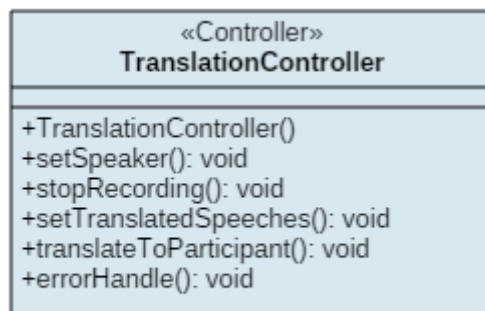 «Controller»
TranslationController
+TranslationController()
+setSpeaker(): void
+stopRecording(): void
+setTranslatedSpeeches(): void
+translateToParticipant(): void
+errorHandle(): void